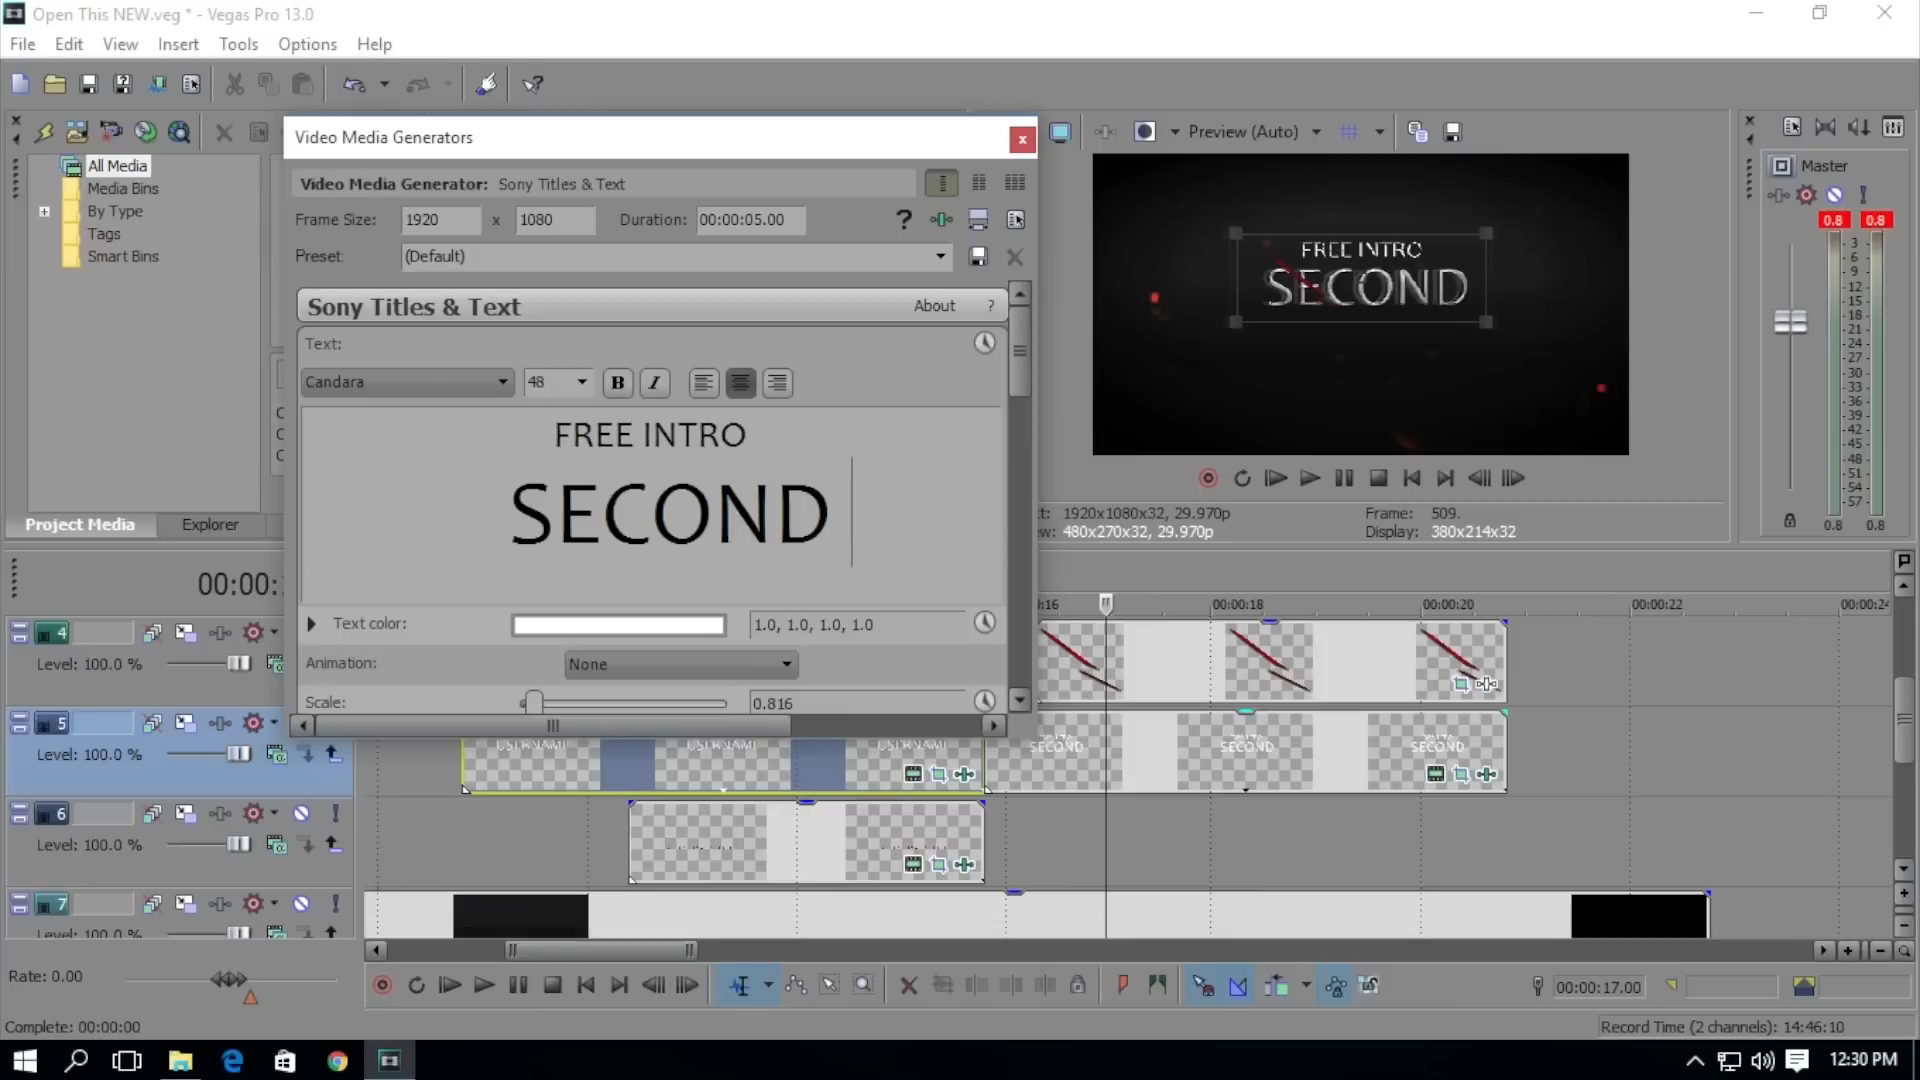 Open This NEW.veg * - Vegas Pro 13.0
File Edit View Insert Tools Options Help
Video Media Generators
x
Preview (Auto)
All Media
Media Bins
By Type
Tags
Smart Bins
Project Media Explorer
Video Media Generator: Sony Titles & Text
Frame Size: 1920 x 1080 Duration: 00:00:05.00 ?
Preset: (Default)
Sony Titles & Text About ?
Text:
Candara 48 B I
FREE INTRO
SECOND
Text color: 1.0, 1.0, 1.0, 1.0
Animation: None
Scale: 0.816
FREE INTRO
SECOND
1920x1080x32, 29.970p
480x270x32, 29.970p
Frame: 509.
Display: 380x214x32
Master
0.8 0.8
- 3 -
- 6 -
- 9 -
- 12 -
- 15 -
- 18 -
- 21 -
- 24 -
- 27 -
- 30 -
- 33 -
- 36 -
- 39 -
- 42 -
- 45 -
- 48 -
- 51 -
- 54 -
- 57 -
0.8 0.8
00:00:
:16 00:00:18 00:00:20 00:00:22 00:00:24
4
Level: 100.0 %
5
Level: 100.0 %
SECOND SECOND SECOND
6
Level: 100.0 %
7
Level: 100.0 %
Rate: 0.00
00:00:17.00
Complete: 00:00:00
Record Time (2 channels): 14:46:10
12:30 PM